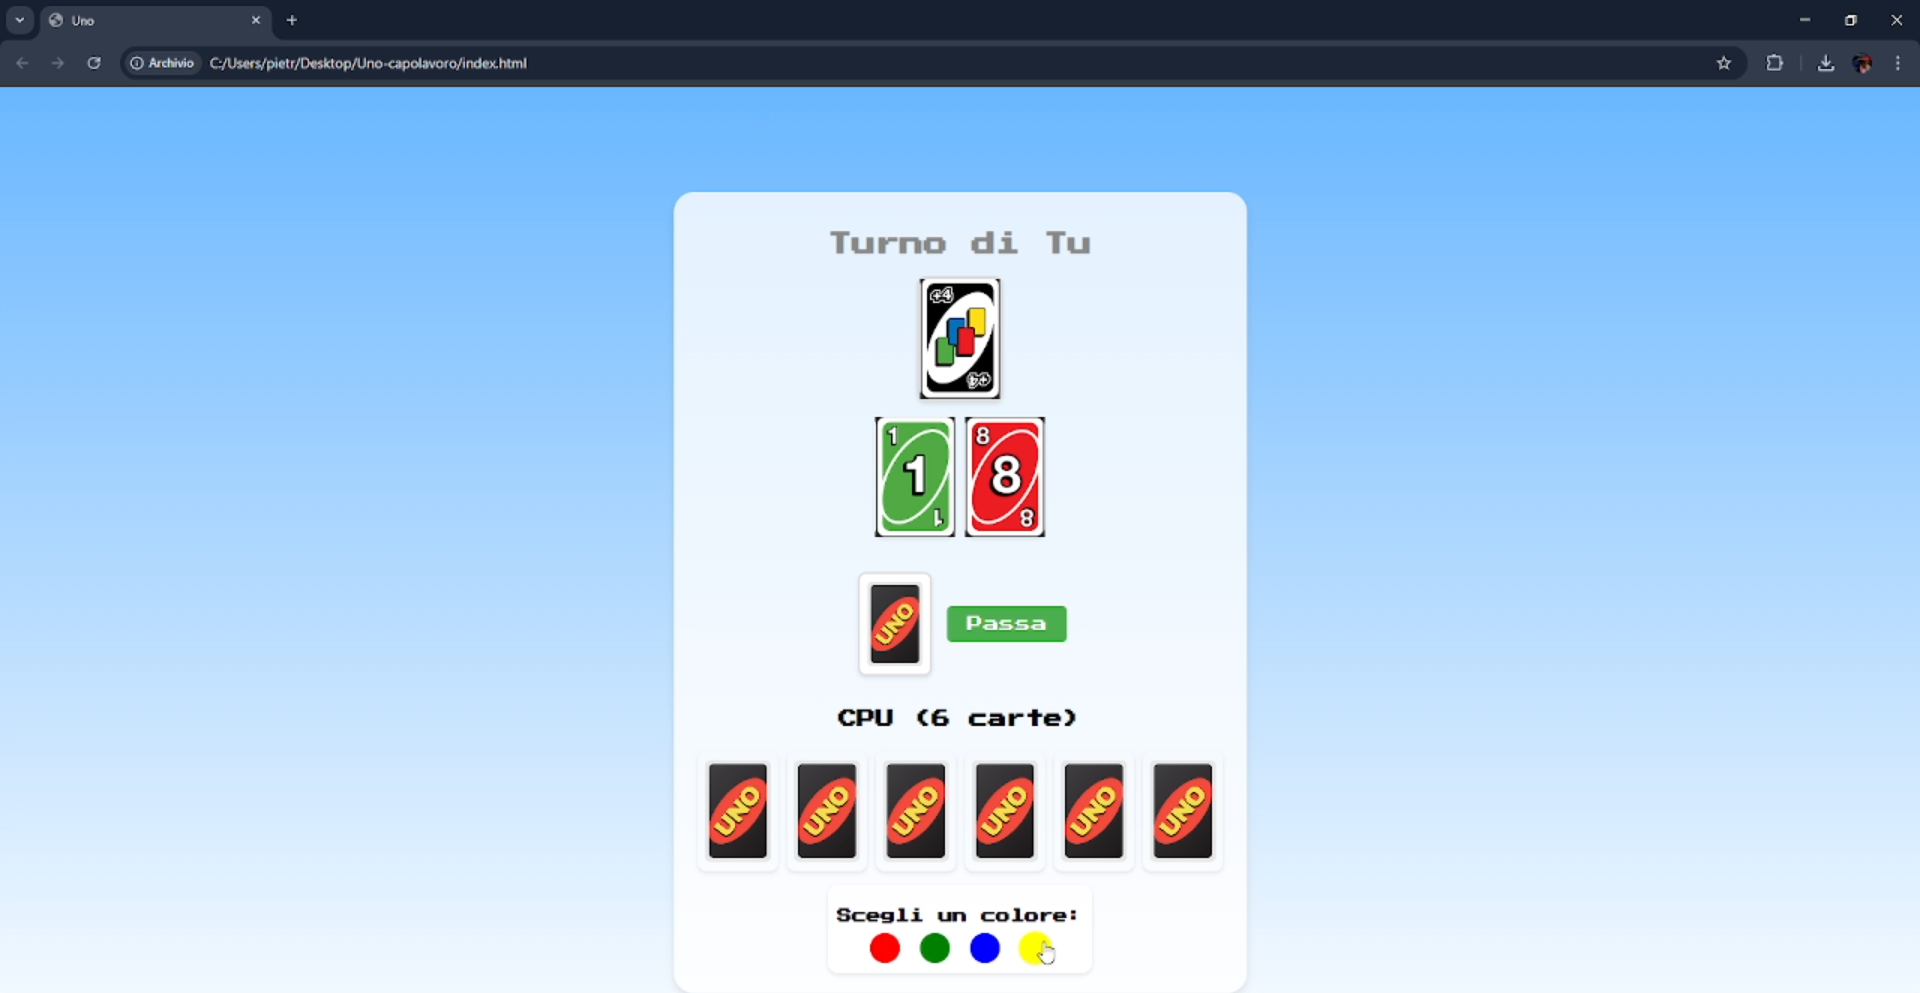 Uno
Archivio
C:/Users/pietr/Desktop/Uno-capolavoro/index.html
Turno di Tu
+4
+4
1 8
1 8
1 8
UNO
Passa
CPU (6 carte)
UNO UNO UNO UNO UNO UNO
Scegli un colore: